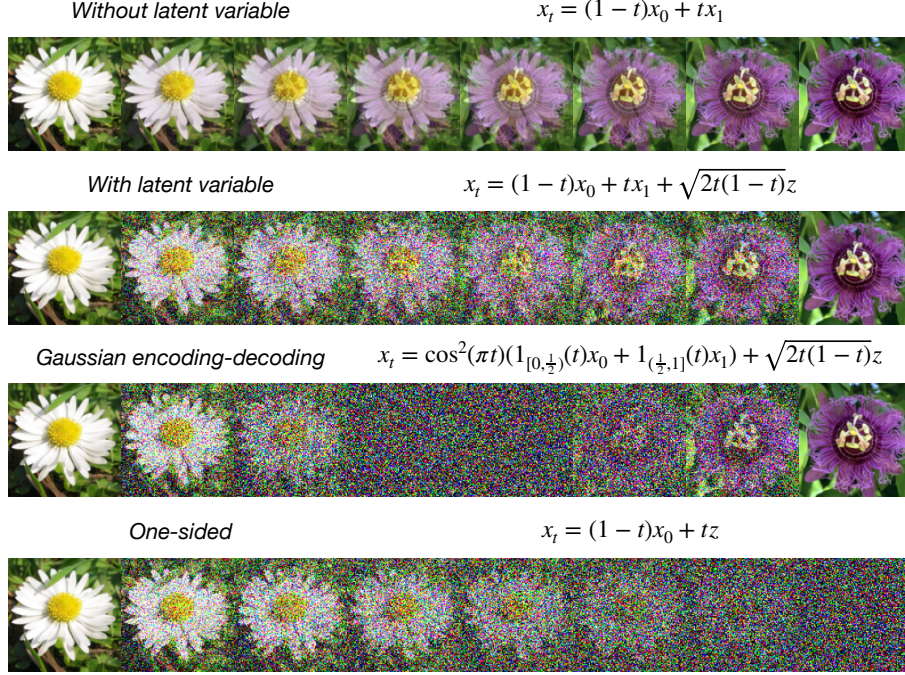 Without latent variable x_t = (1 − t)x_0 + tx_1
With latent variable x_t = (1 − t)x_0 + tx_1 + √(2t(1 − t))z
Gaussian encoding-decoding x_t = cos²(πt)(1_{[0,1/2)}(t)x_0 + 1_{(1/2,1]}(t)x_1) + √(2t(1 − t))z
One-sided x_t = (1 − t)x_0 + tz